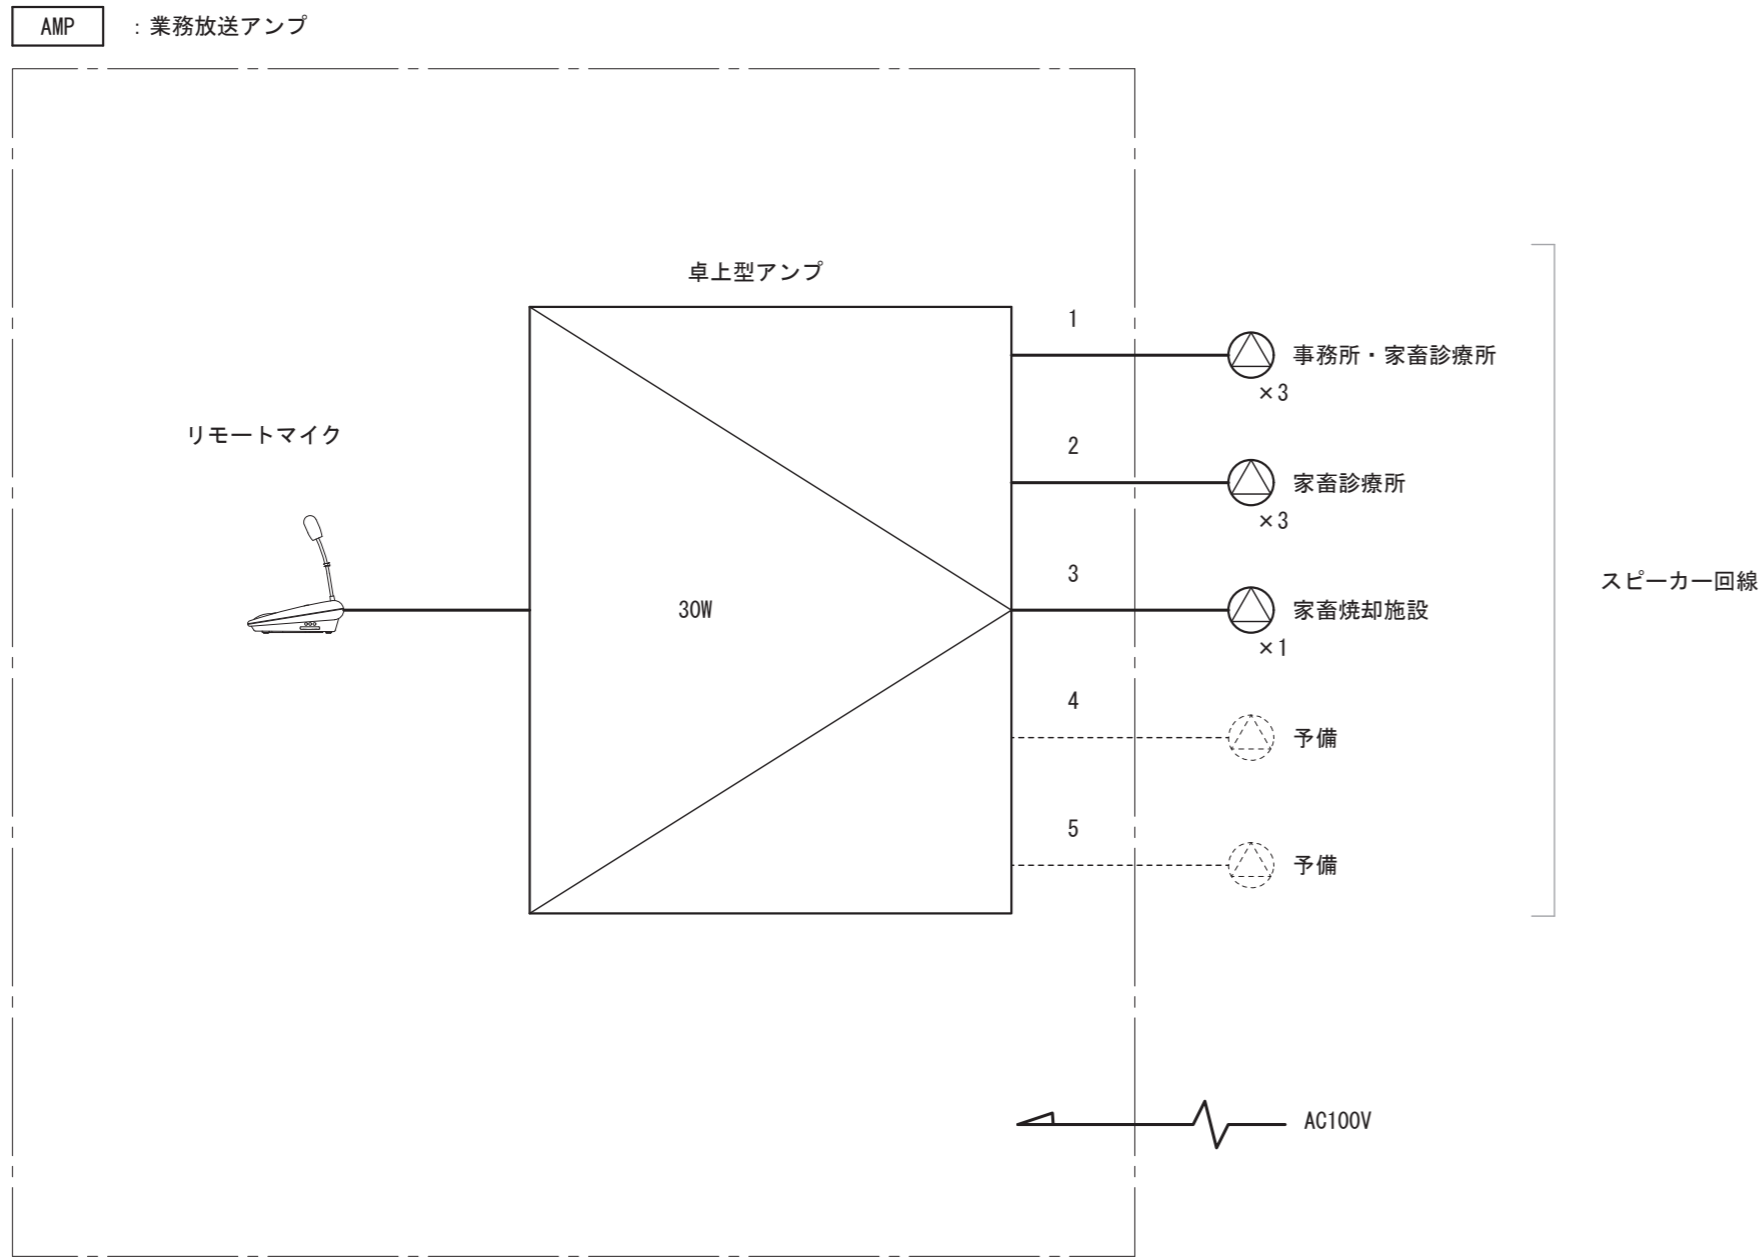 AMP : 業務放送アンプ
卓上型アンプ
リモートマイク
30W
1
事務所・家畜診療所
×3
2
家畜診療所
×3
3
家畜焼却施設
×1
4
予備
5
予備
スピーカー回線
AC100V